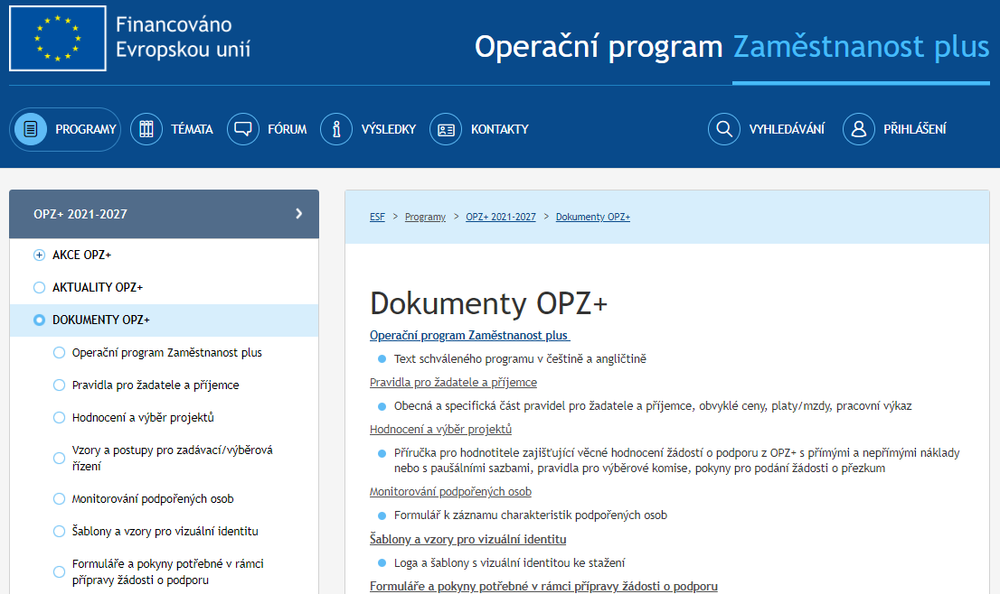 Financováno
Evropskou unií
Operační program Zaměstnanost plus
PROGRAMY
TÉMATA
FÓRUM
VÝSLEDKY
KONTAKTY
VYHLEDÁVÁNÍ
PŘIHLÁŠENÍ
OPZ+ 2021-2027
AKCE OPZ+
AKTUALITY OPZ+
DOKUMENTY OPZ+
Operační program Zaměstnanost plus
Pravidla pro žadatele a příjemce
Hodnocení a výběr projektů
Vzory a postupy pro zadávací/výběrová
řízení
Monitorování podpořených osob
Šablony a vzory pro vizuální identitu
Formuláře a pokyny potřebné v rámci
přípravy žádosti o podporu
ESF > Programy > OPZ+ 2021-2027 > Dokumenty OPZ+
Dokumenty OPZ+
Operační program Zaměstnanost plus
Text schváleného programu v češtině a angličtině
Pravidla pro žadatele a příjemce
Obecná a specifická část pravidel pro žadatele a příjemce, obvyklé ceny, platy/mzdy, pracovní výkaz
Hodnocení a výběr projektů
Příručka pro hodnotitele zajišťující věcné hodnocení žádostí o podporu z OPZ+ s přímými a nepřímými náklady
nebo s paušálními sazbami, pravidla pro výběrové komise, pokyny pro podání žádosti o přezkum
Monitorování podpořených osob
Formulář k záznamu charakteristik podpořených osob
Šablony a vzory pro vizuální identitu
Loga a šablony s vizuální identitou ke stažení
Formuláře a pokyny potřebné v rámci přípravy žádosti o podporu